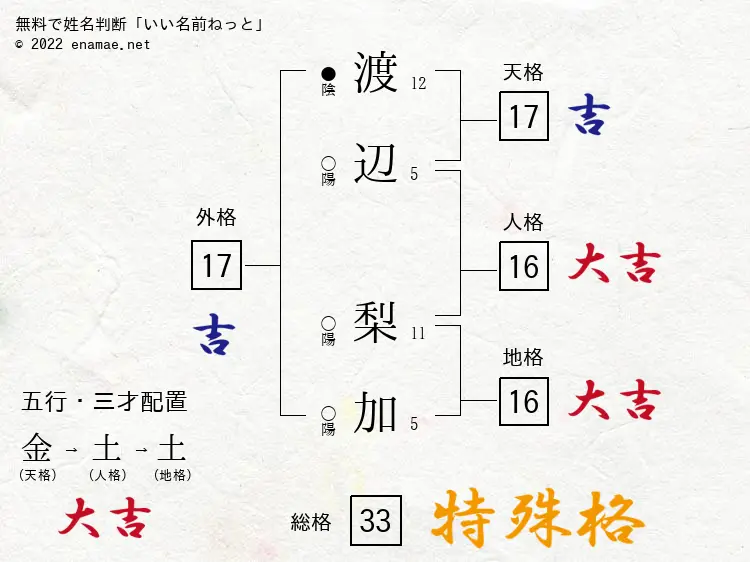 無料で姓名判断「いい名前ねっと」
© 2022 enamae.net
天格
17
吉
人格
16
大吉
地格
16
大吉
外格
17
吉
●
陰
渡
12
○
陽
辺
5
○
陽
梨
11
○
陽
加
5
五行・三才配置
金→土→土
(天格) (人格) (地格)
大吉
総格 33 特殊格